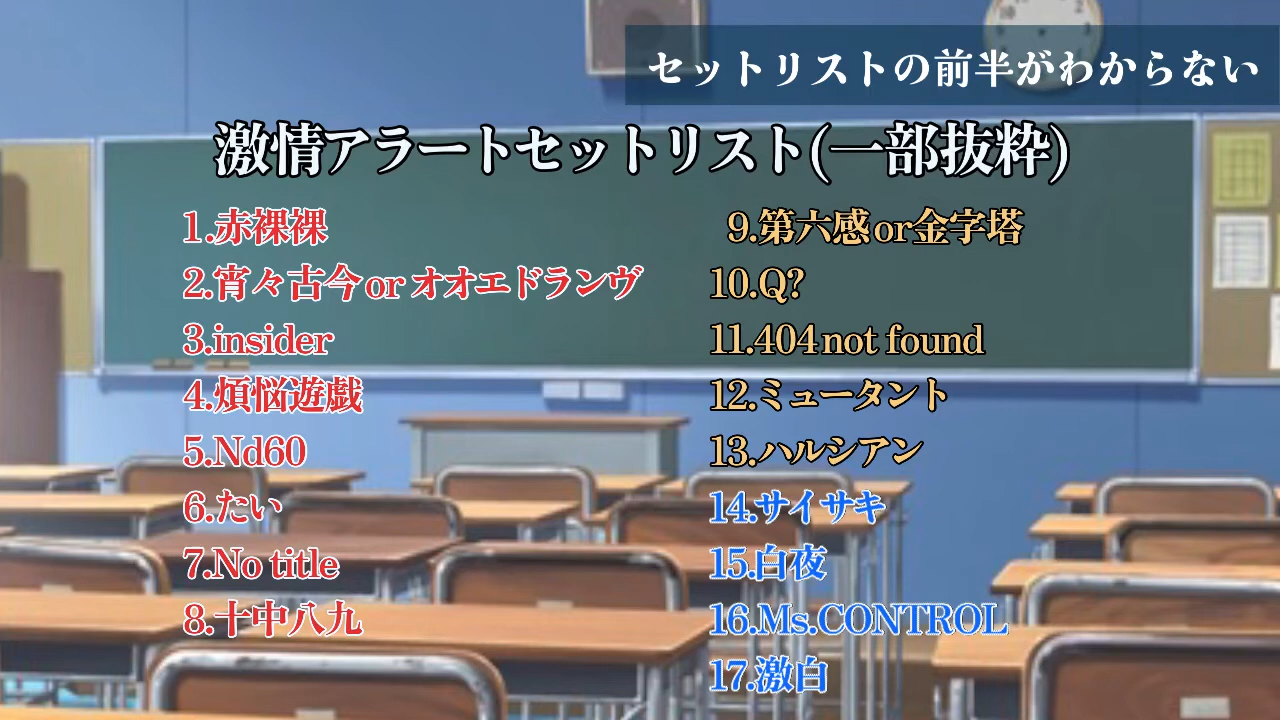 セットリストの前半がわからない
激情アラートセットリスト(一部抜粋)
1.赤裸裸
2.宵々古今or オオエドランヴ
3.insider
4.煩悩遊戯
5.Nd60
6.たい
7.No title
8.十中八九
9.第六感or金字塔
10.Q?
11.404 not found
12.ミュータント
13.ハルシアン
14.サイサキ
15.白夜
16.Ms.CONTROL
17.激白